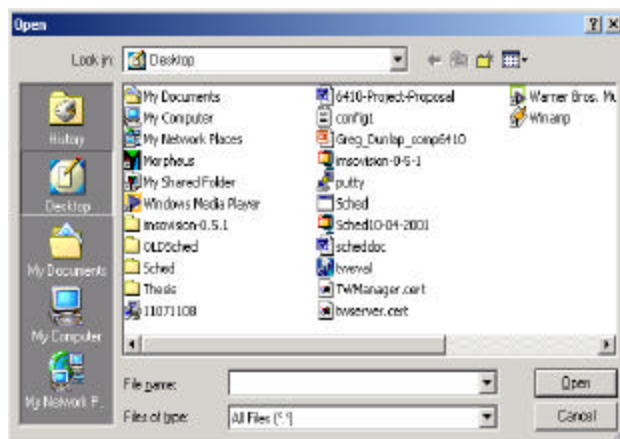 Open
Look in: Desktop
History
Desktop
My Documents
My Computer
My Network P...
My Documents
My Computer
My Network Places
Morpheus
My Shared Folder
Windows Media Player
imsovision-0.5.1
OLDSched
Sched
Thesis
11071108
6410-Project-Proposal
config1
Greg_Dunlap_comp6410
imsovision-0-5-1
putty
Sched
Sched10-04-2001
scheddoc
tweval
TWManager.cert
twserver.cert
Warner Bros. Mu
Winamp
File name:
Open
Files of type: All Files (*.*)
Cancel